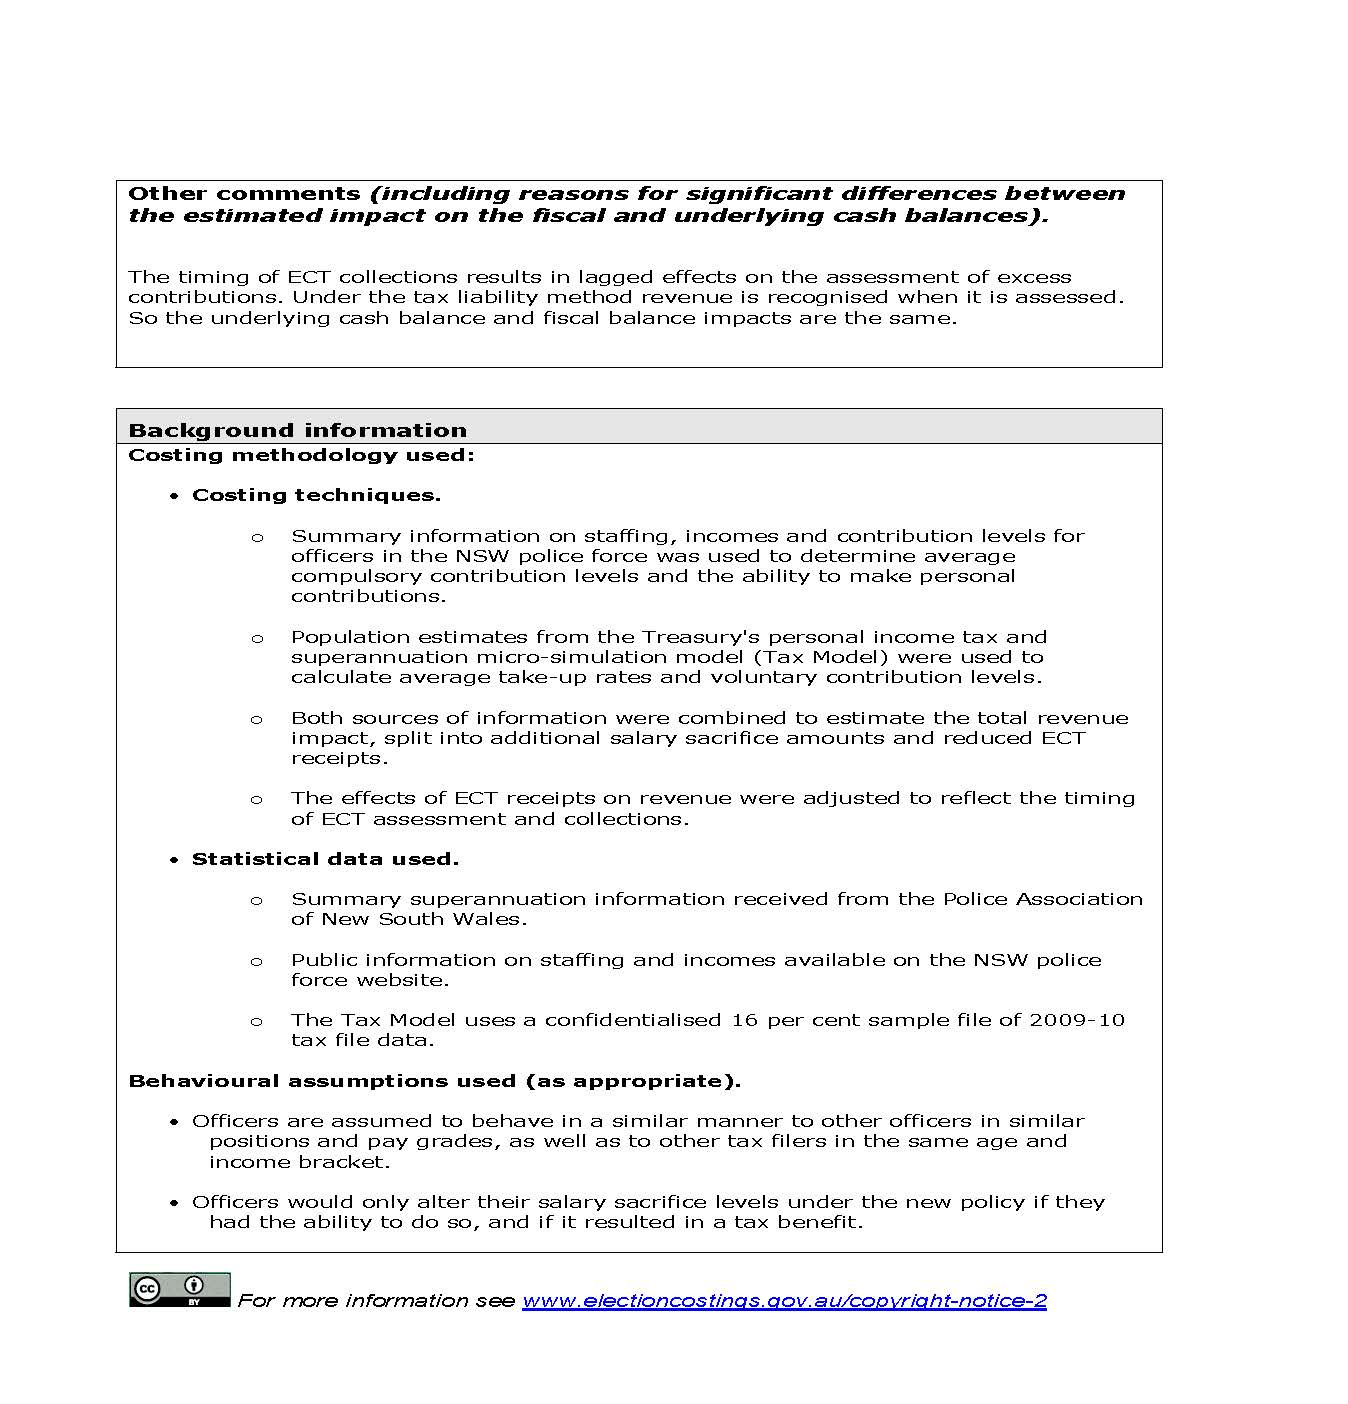 Other comments (including reasons for significant differences between
the estimated impact on the fiscal and underlying cash balances).
The timing of ECT collections results in lagged effects on the assessment of excess
contributions. Under the tax liability method revenue is recognised when it is assessed.
So the underlying cash balance and fiscal balance impacts are the same.
Background information
Costing methodology used:
• Costing techniques.
o Summary information on staffing, incomes and contribution levels for
officers in the NSW police force was used to determine average
compulsory contribution levels and the ability to make personal
contributions.
o Population estimates from the Treasury's personal income tax and
superannuation micro-simulation model (Tax Model) were used to
calculate average take-up rates and voluntary contribution levels.
o Both sources of information were combined to estimate the total revenue
impact, split into additional salary sacrifice amounts and reduced ECT
receipts.
o The effects of ECT receipts on revenue were adjusted to reflect the timing
of ECT assessment and collections.
• Statistical data used.
o Summary superannuation information received from the Police Association
of New South Wales.
o Public information on staffing and incomes available on the NSW police
force website.
o The Tax Model uses a confidentialised 16 per cent sample file of 2009-10
tax file data.
Behavioural assumptions used (as appropriate).
• Officers are assumed to behave in a similar manner to other officers in similar
positions and pay grades, as well as to other tax filers in the same age and
income bracket.
• Officers would only alter their salary sacrifice levels under the new policy if they
had the ability to do so, and if it resulted in a tax benefit.
cc BY For more information see www.electioncostings.gov.au/copyright-notice-2